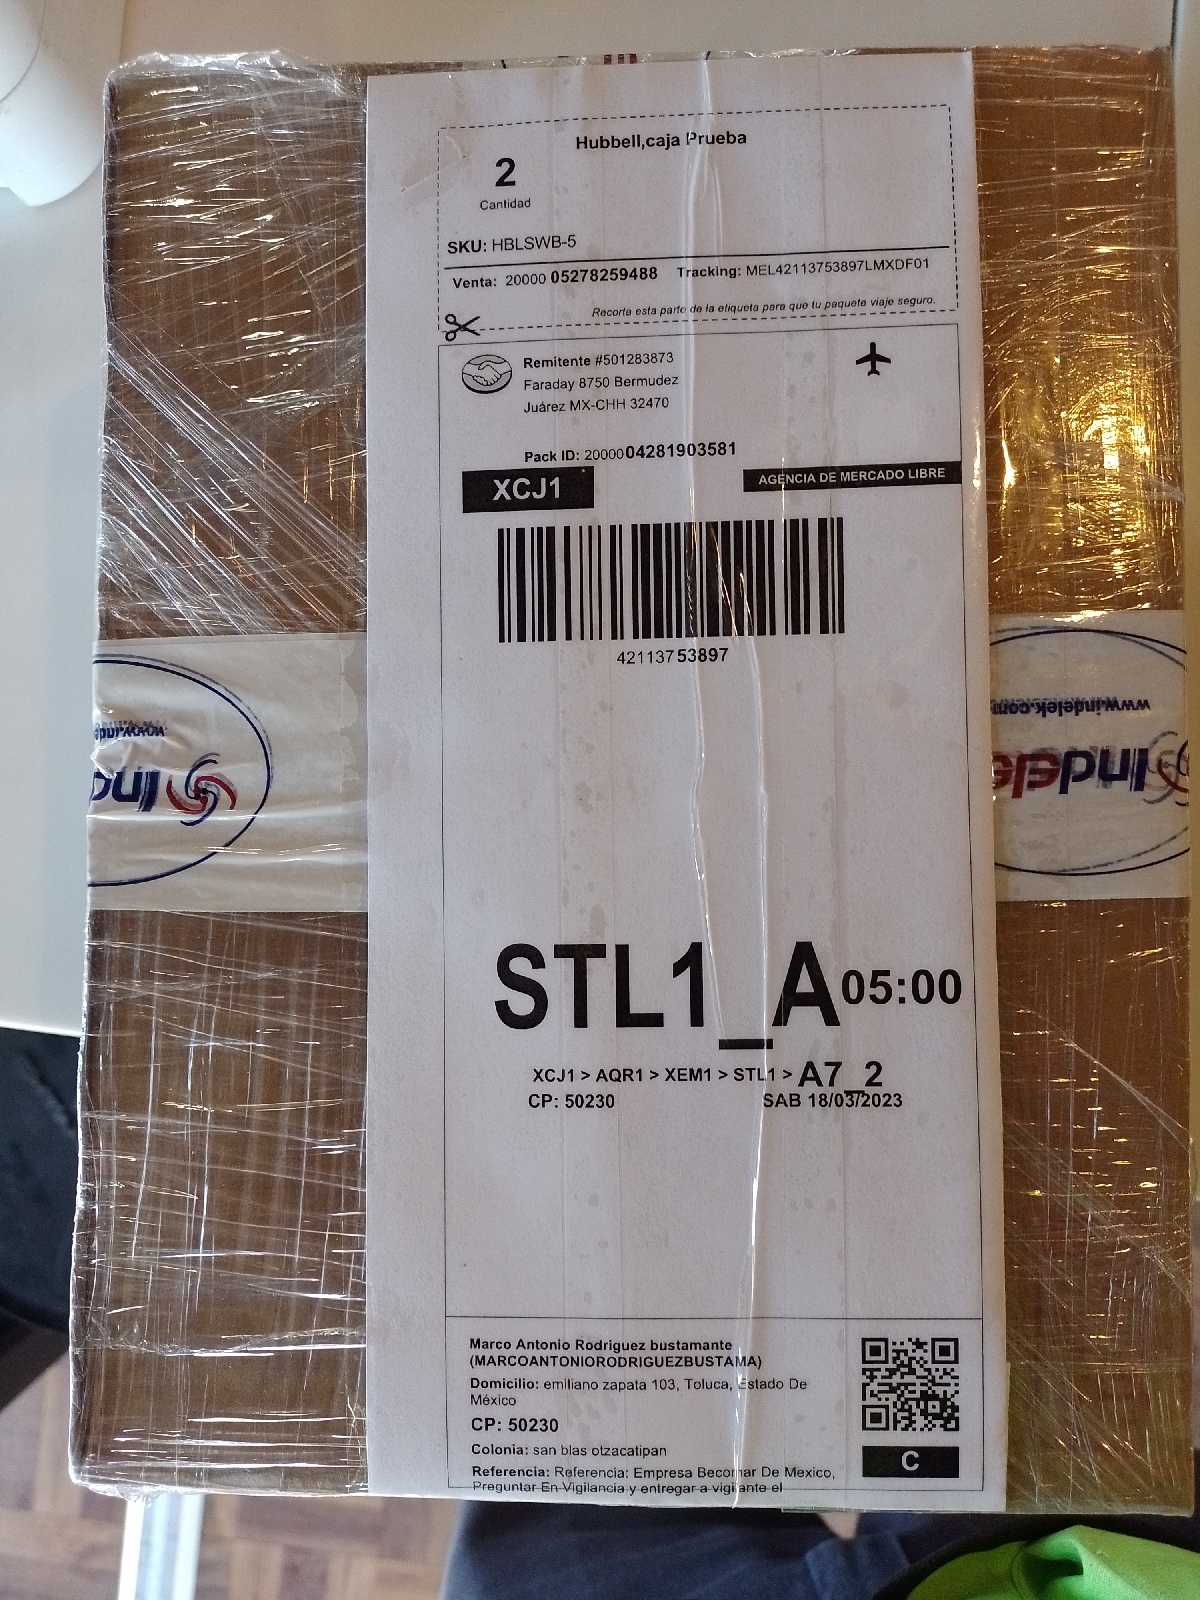 Hubbell,caja Prueba
2
Cantidad
SKU: HBLSWB-5
Venta: 20000 05278259488 Tracking: MEL42113753897LMXDF01
Recorta esta parte de la etiqueta para que tu paquete viaje seguro.
Remitente #501283873
Faraday 8750 Bermudez
Juárez MX-CHH 32470
Pack ID: 20000 04281903581
XCJ1
AGENCIA DE MERCADO LIBRE
42113753897
www.indele
Ind
www.indelek.com
Indele
STL1_A 05:00
XCJ1 > AQR1 > XEM1 > STL1 > A7_2
CP: 50230 SAB 18/03/2023
Marco Antonio Rodriguez bustamante
(MARCOANTONIORODRIGUEZBUSTAMA)
Domicilio: emiliano zapata 103, Toluca, Estado De
México
CP: 50230
Colonia: san blas otzacatipan
C
Referencia: Referencia: Empresa Becomar De Mexico,
Preguntar En Vigilancia y entregar a vigilante el